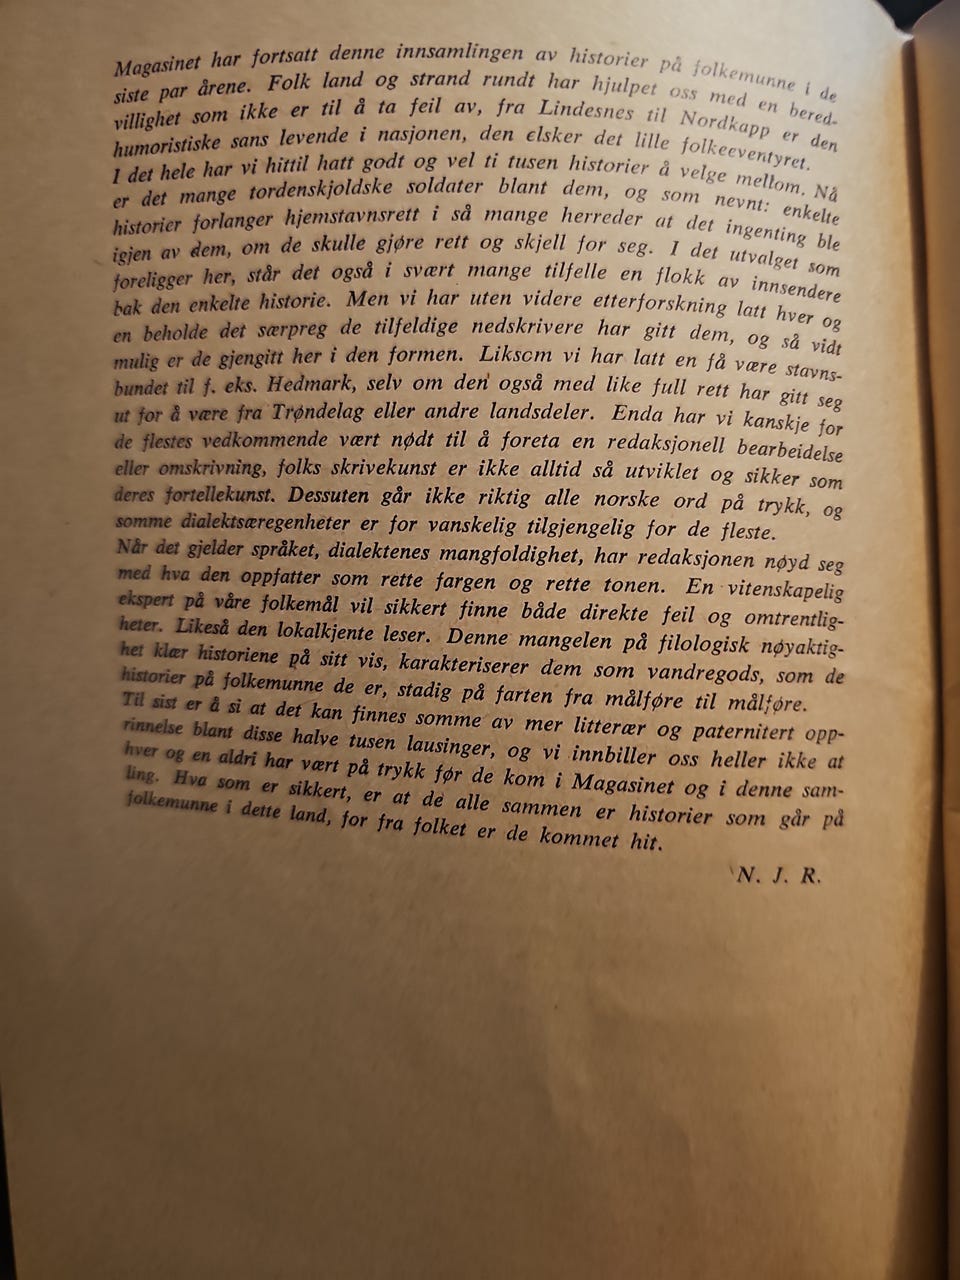 Magasinet har fortsatt denne innsamlingen av historier på folkemunne i de
siste par årene. Folk land og strand rundt har hjulpet oss med en bered-
villighet som ikke er til å ta feil av, fra Lindesnes til Nordkapp er den
humoristiske sans levende i nasjonen, den elsker det lille folkeeventyret.
I det hele har vi hittil hatt godt og vel ti tusen historier å velge mellom. Nå
er det mange tordenskjoldske soldater blant dem, og som nevnt: enkelte
historier forlanger hjemstavnsrett i så mange herreder at det ingenting ble
igjen av dem, om de skulle gjøre rett og skjell for seg. I det utvalget som
foreligger her, står det også i svært mange tilfelle en flokk av innsendere
bak den enkelte historie. Men vi har uten videre etterforskning latt hver og
en beholde det særpreg de tilfeldige nedskrivere har gitt dem, og så vidt
mulig er de gjengitt her i den formen. Liksom vi har latt en få være stavns-
bundet til f. eks. Hedmark, selv om den også med like full rett har gitt seg
ut for å være fra Trøndelag eller andre landsdeler. Enda har vi kanskje for
de flestes vedkommende vært nødt til å foreta en redaksjonell bearbeidelse
eller omskrivning, folks skrivekunst er ikke alltid så utviklet og sikker som
deres fortellekunst. Dessuten går ikke riktig alle norske ord på trykk, og
somme dialektsæregenheter er for vanskelig tilgjengelig for de fleste.
Når det gjelder språket, dialektenes mangfoldighet, har redaksjonen nøyd seg
med hva den oppfatter som rette fargen og rette tonen. En vitenskapelig
ekspert på våre folkemål vil sikkert finne både direkte feil og omtrentlig-
heter. Likeså den lokalkjente leser. Denne mangelen på filologisk nøyaktig-
het klær historiene på sitt vis, karakteriserer dem som vandregods, som de
historier på folkemunne de er, stadig på farten fra målføre til målføre.
Til sist er å si at det kan finnes somme av mer litterær og paternitert opp-
rinnelse blant disse halve tusen lausinger, og vi innbiller oss heller ikke at
hver og en aldri har vært på trykk før de kom i Magasinet og i denne sam-
ling. Hva som er sikkert, er at de alle sammen er historier som går på
folkemunne i dette land, for fra folket er de kommet hit.
N. J. R.